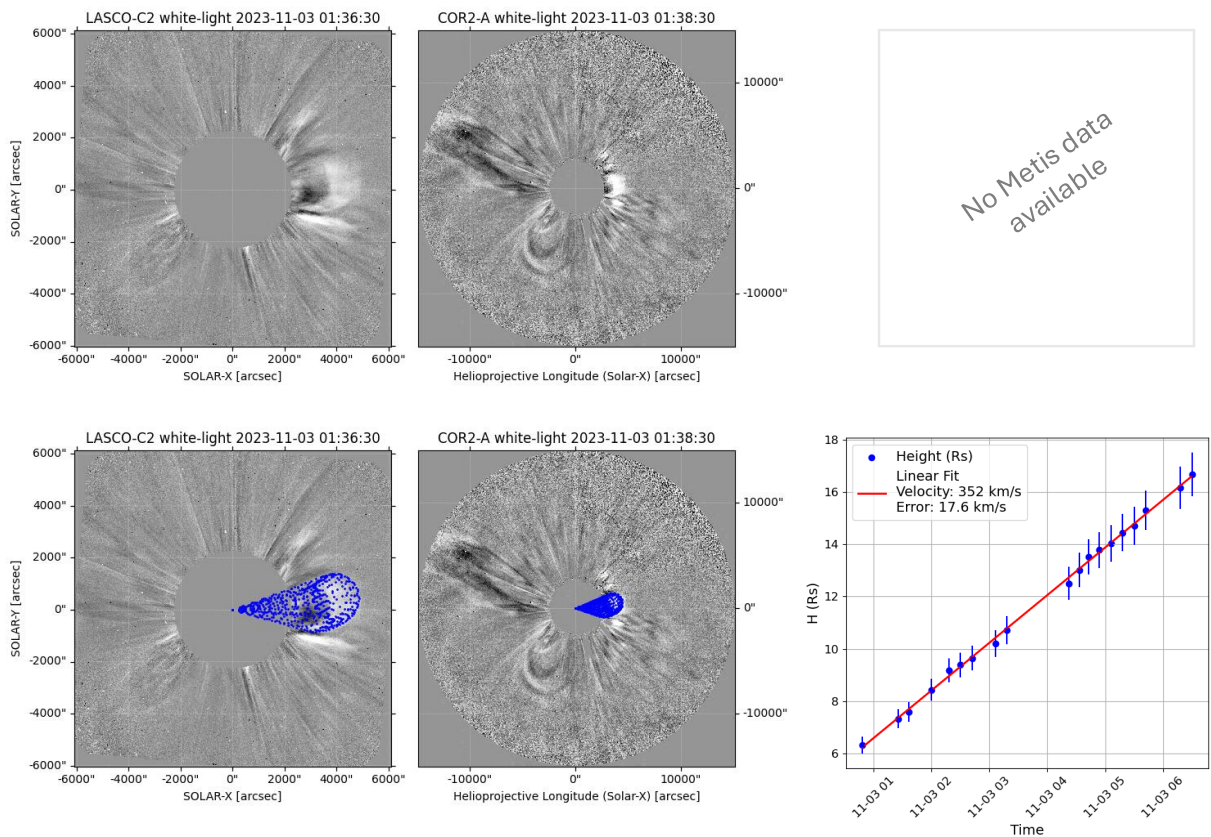 LASCO-C2 white-light 2023-11-03 01:36:30
6000"
4000"
2000"
0"
-2000"
-4000"
-6000"
SOLAR-Y [arcsec]
-6000" -4000" -2000" 0" 2000" 4000" 6000"
SOLAR-X [arcsec]
COR2-A white-light 2023-11-03 01:38:30
10000"
0"
-10000"
-10000" 0" 10000"
Helioprojective Longitude (Solar-X) [arcsec]
No Metis data
available
LASCO-C2 white-light 2023-11-03 01:36:30
6000"
4000"
2000"
0"
-2000"
-4000"
-6000"
SOLAR-Y [arcsec]
-6000" -4000" -2000" 0" 2000" 4000" 6000"
SOLAR-X [arcsec]
COR2-A white-light 2023-11-03 01:38:30
10000"
0"
-10000"
-10000" 0" 10000"
Helioprojective Longitude (Solar-X) [arcsec]
18
16
14
12
10
8
6
H (Rs)
Height (Rs)
Linear Fit
Velocity: 352 km/s
Error: 17.6 km/s
11-03 01 11-03 02 11-03 03 11-03 04 11-03 05 11-03 06
Time